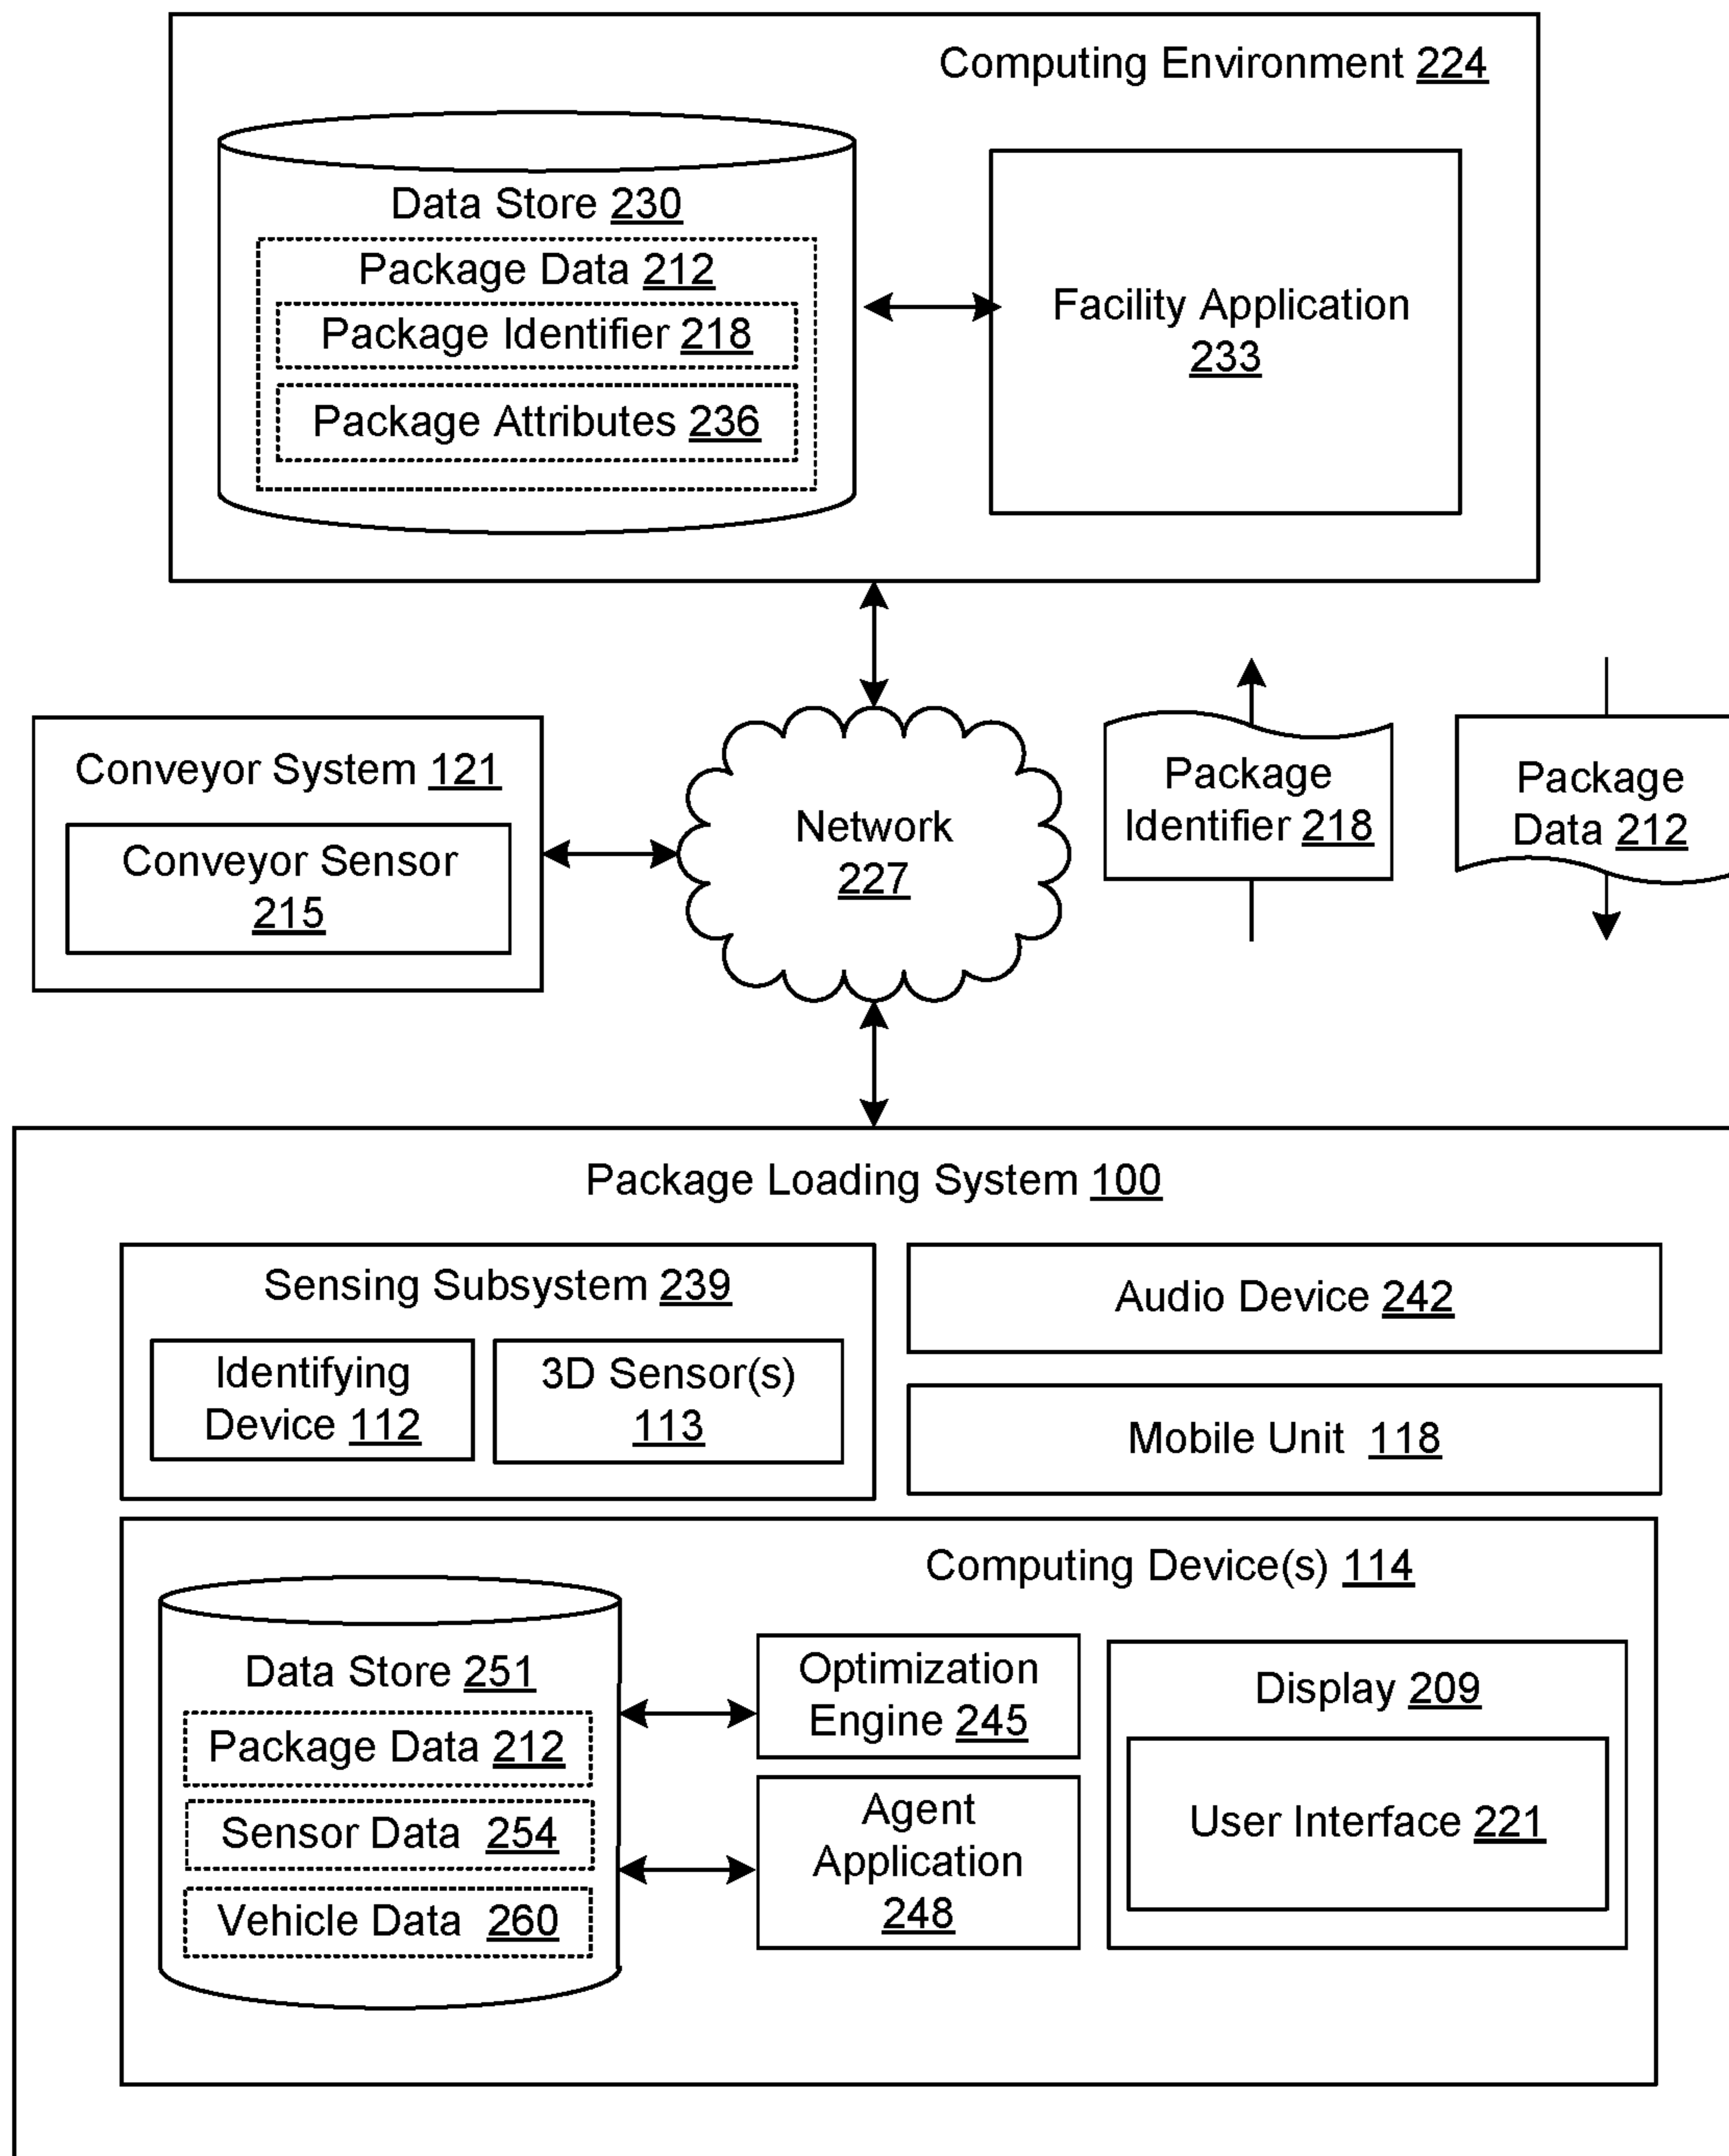 Computing Environment 224
Data Store 230
Package Data 212
Package Identifier 218
Package Attributes 236
Facility Application
233
Conveyor System 121
Conveyor Sensor
215
Network
227
Package
Identifier 218
Package
Data 212
Package Loading System 100
Sensing Subsystem 239
Identifying
Device 112
3D Sensor(s)
113
Audio Device 242
Mobile Unit 118
Computing Device(s) 114
Data Store 251
Package Data 212
Sensor Data 254
Vehicle Data 260
Optimization
Engine 245
Agent
Application
248
Display 209
User Interface 221